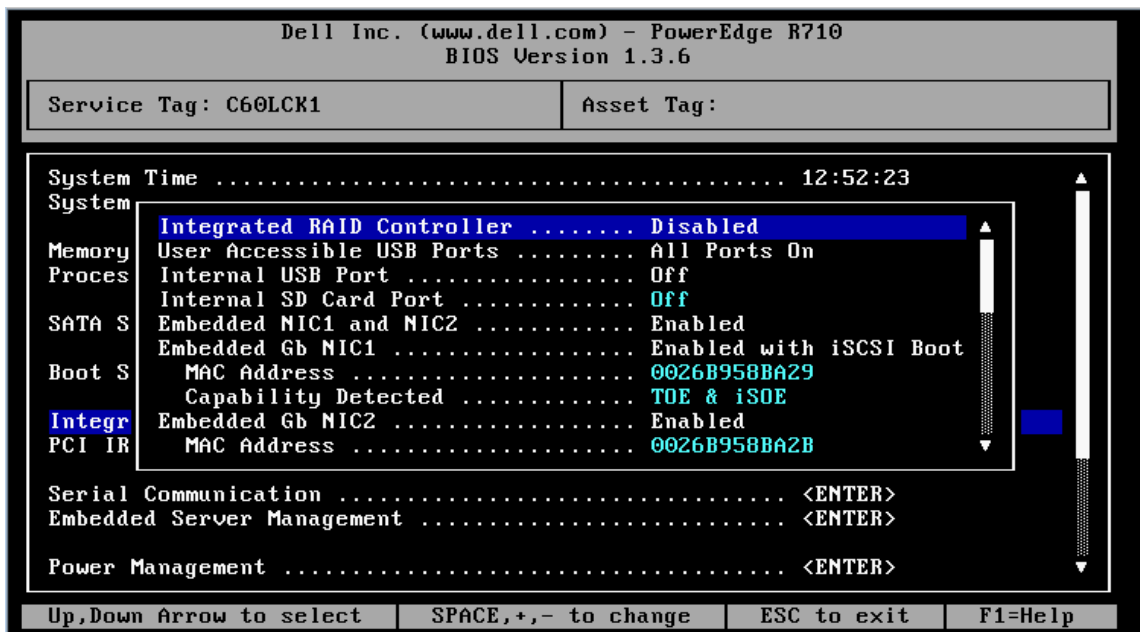 Dell Inc. (www.dell.com) - PowerEdge R710
BIOS Version 1.3.6
Service Tag: C60LCK1 Asset Tag:
System Time .......................................... 12:52:23
System
Integrated RAID Controller ........ Disabled
Memory User Accessible USB Ports ......... All Ports On
Proces Internal USB Port ................ Off
Internal SD Card Port ............. Off
SATA S Embedded NIC1 and NIC2 ............ Enabled
Embedded Gb NIC1 .................. Enabled with iSCSI Boot
Boot S MAC Address ..................... 0026B958BA29
Capability Detected ............. TOE & iSOE
Integr Embedded Gb NIC2 .................. Enabled
PCI IR MAC Address ..................... 0026B958BA2B
Serial Communication ................................. <ENTER>
Embedded Server Management ........................... <ENTER>
Power Management ..................................... <ENTER>
Up,Down Arrow to select SPACE,+,- to change ESC to exit F1=Help